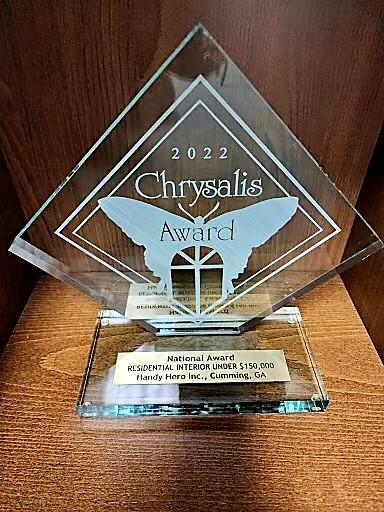 2022
Chrysalis
Award
National Award
RESIDENTIAL INTERIOR UNDER $150,000
Handy Hero Inc., Cumming, GA